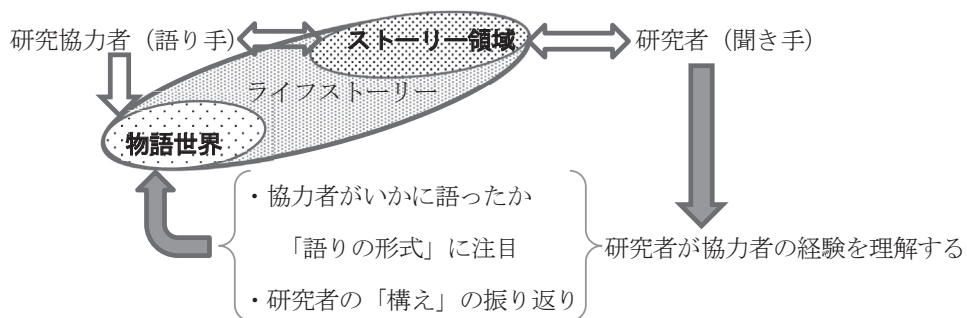 研究協力者（語り手）
ストーリー領域
研究者（聞き手）
ライフストーリー
物語世界
・協力者がいかに語ったか
「語りの形式」に注目
・研究者の「構え」の振り返り
研究者が協力者の経験を理解する